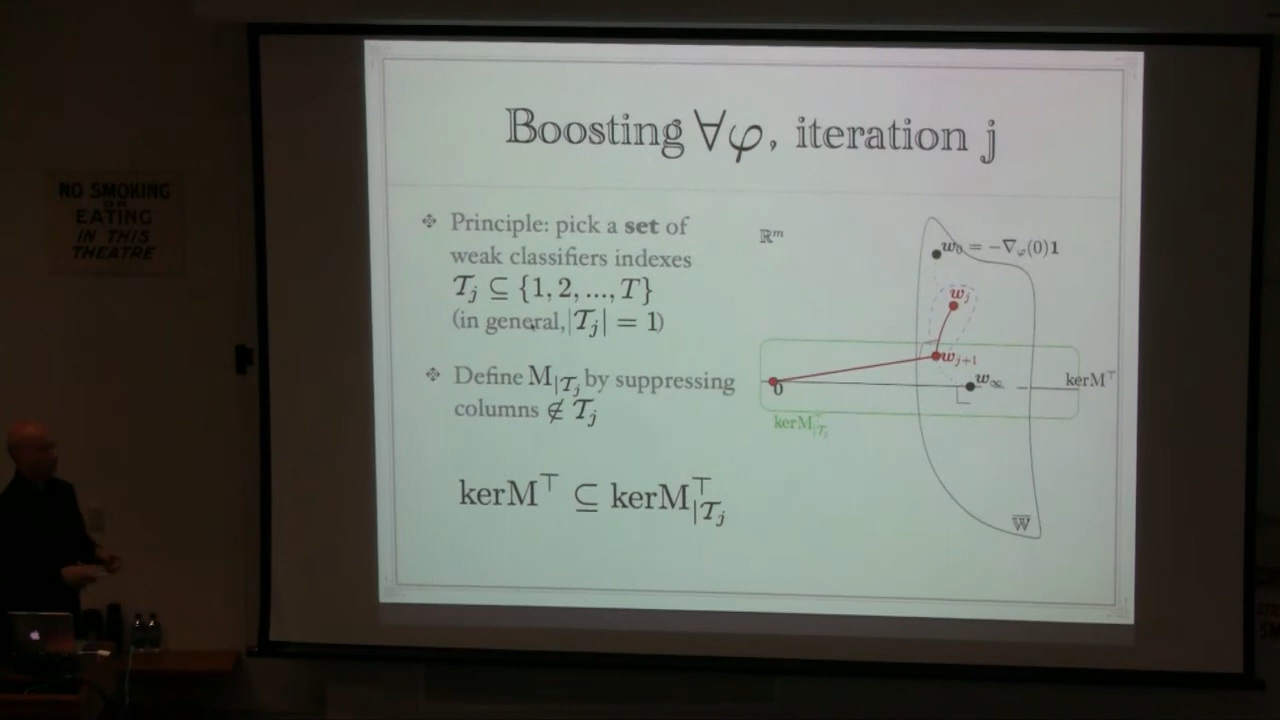 Boosting ∀φ, iteration j
Principle: pick a set of
weak classifiers indexes
𝒯ⱼ ⊆ {1, 2, ..., T}
(in general, |𝒯ⱼ| = 1)
Define M|𝒯ⱼ by suppressing
columns ∉ 𝒯ⱼ
kerM⊤ ⊆ kerM⊤|𝒯ⱼ
ℝᵐ
w₀ = −∇φ(0)1
wⱼ
wⱼ₊₁
w∞
kerM⊤
0
kerM⊤|𝒯ⱼ
𝕎
NO SMOKING
OR
EATING
IN THIS
THEATRE